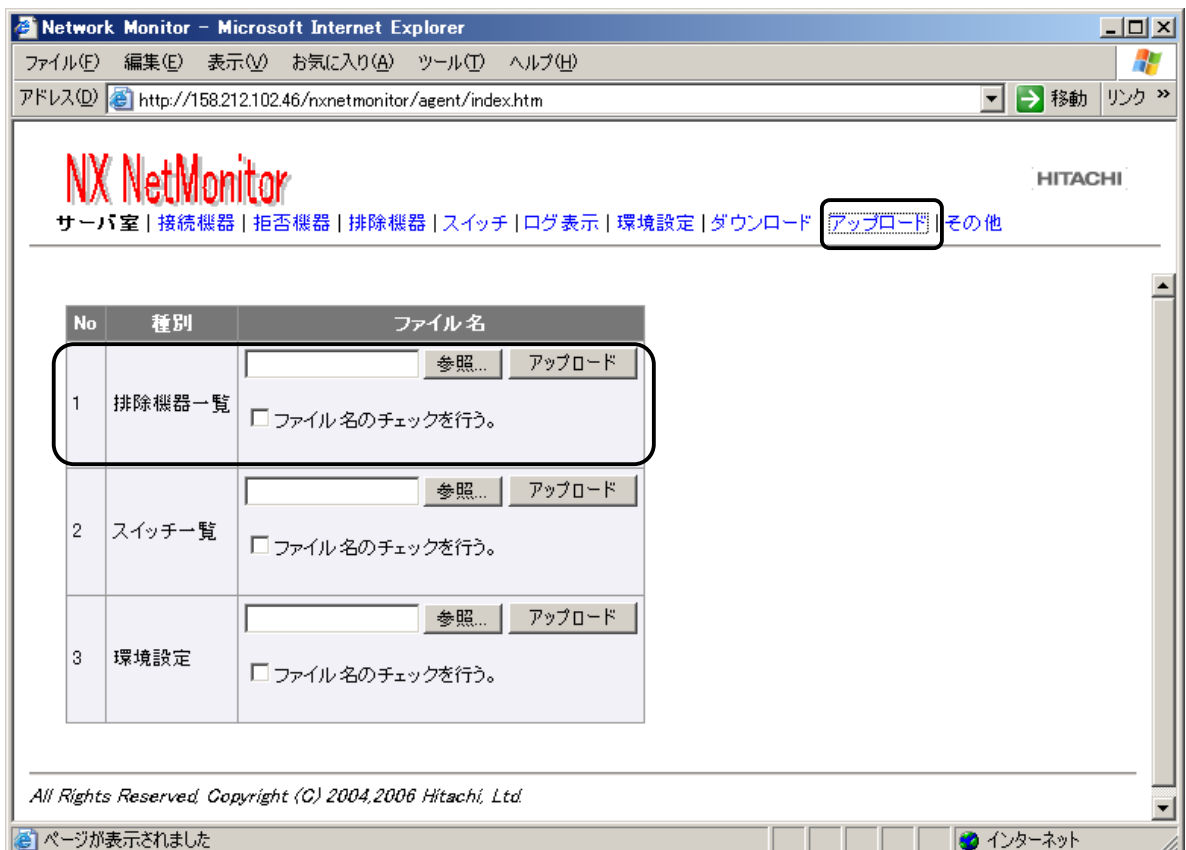 Network Monitor - Microsoft Internet Explorer
ファイル(F) 編集(E) 表示(V) お気に入り(A) ツール(T) ヘルプ(H)
アドレス(D) http://158.212.102.46/nxnetmonitor/agent/index.htm 移動 リンク »
NX NetMonitor
HITACHI
サーバ室 | 接続機器 | 拒否機器 | 排除機器 | スイッチ | ログ表示 | 環境設定 | ダウンロード | アップロード | その他
No 種別 ファイル名
参照... アップロード
1 排除機器一覧
ファイル名のチェックを行う。
参照... アップロード
2 スイッチ一覧
ファイル名のチェックを行う。
参照... アップロード
3 環境設定
ファイル名のチェックを行う。
All Rights Reserved, Copyright (C) 2004,2006 Hitachi, Ltd.
ページが表示されました インターネット